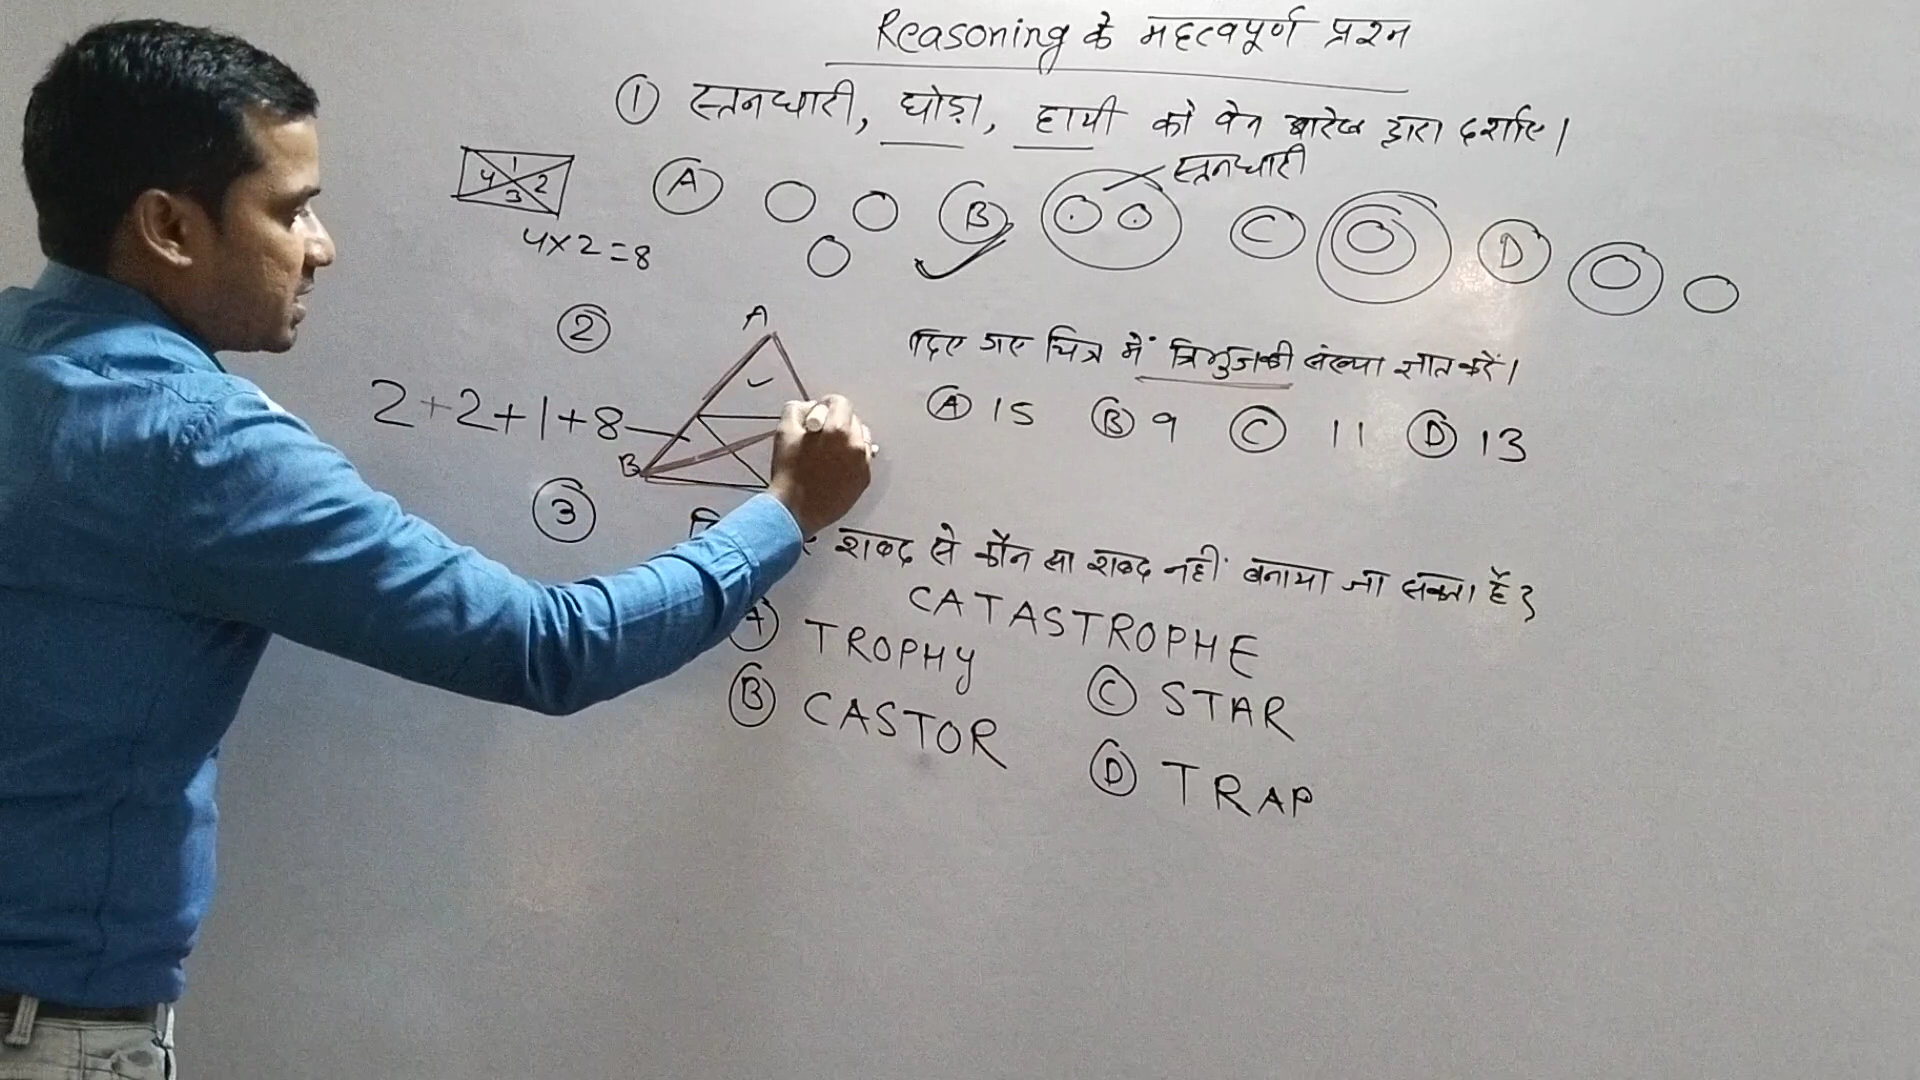 Reasoning के महत्वपूर्ण प्रश्न
① स्तनधारी, घोड़ा, हाथी को वेन आरेख द्वारा दर्शाए।
स्तनधारी
1 2 3 4
A B C D
4×2=8
②
A
दिए गए चित्र में त्रिभुज की संख्या ज्ञात करें।
2+2+1+8
B
A 15 B 9 C 11 D 13
③
शब्द से कौन सा शब्द नहीं बनाया जा सकता है?
CATASTROPHE
A TROPHY
B CASTOR
C STAR
D TRAP